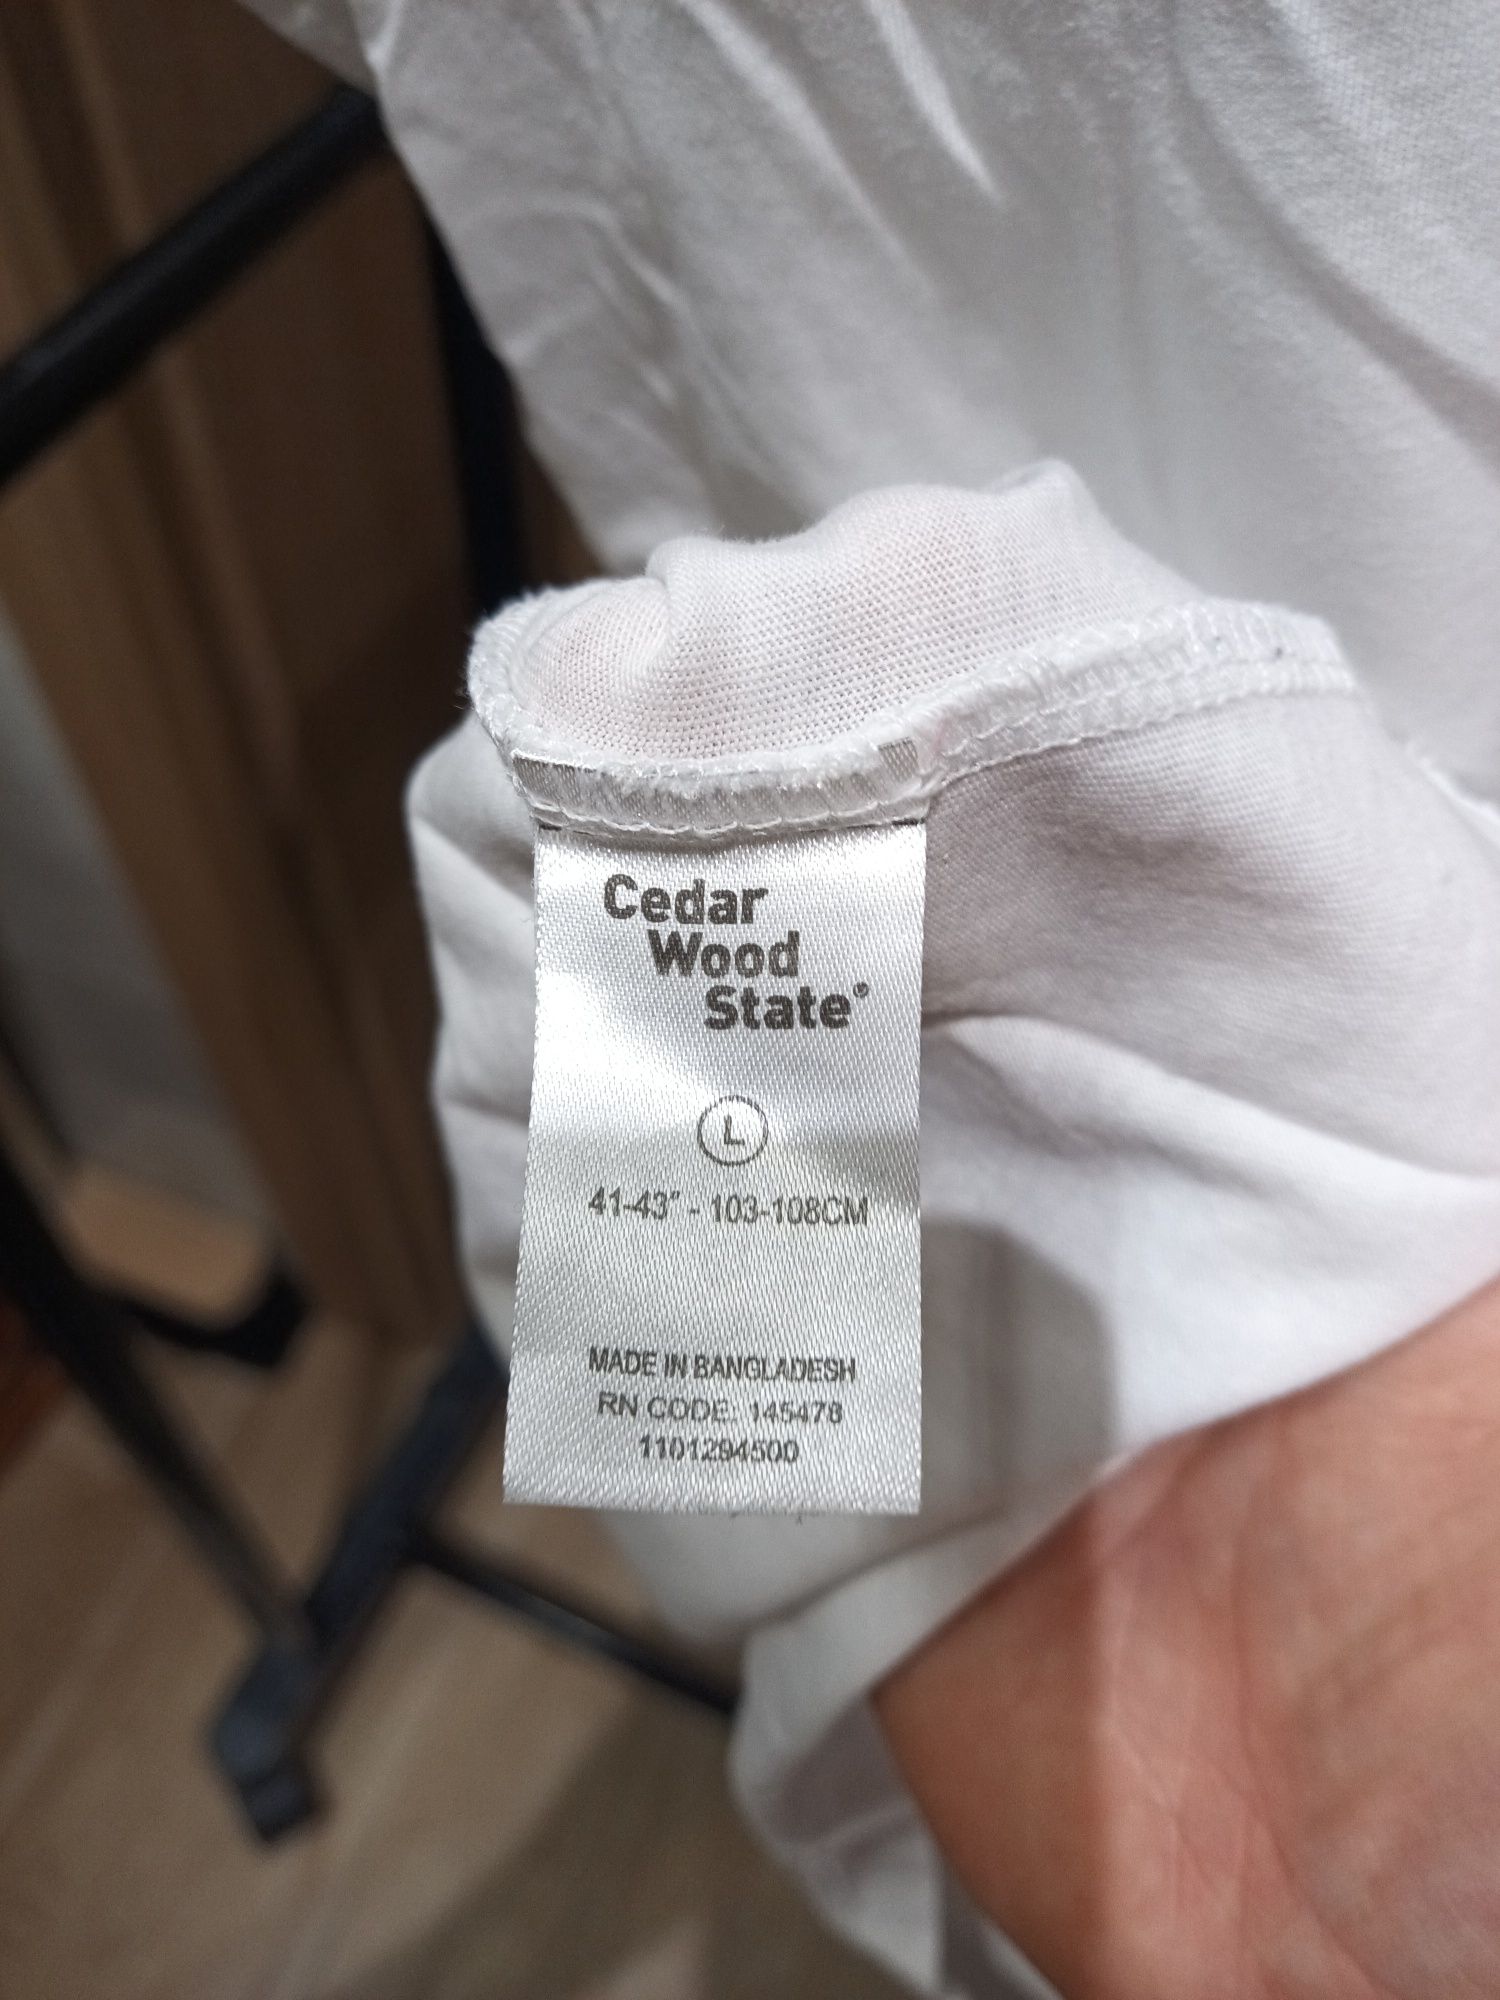 Cedar
Wood
State®
L
41-43" - 103-108CM
MADE IN BANGLADESH
RN CODE: 145478
1101294500